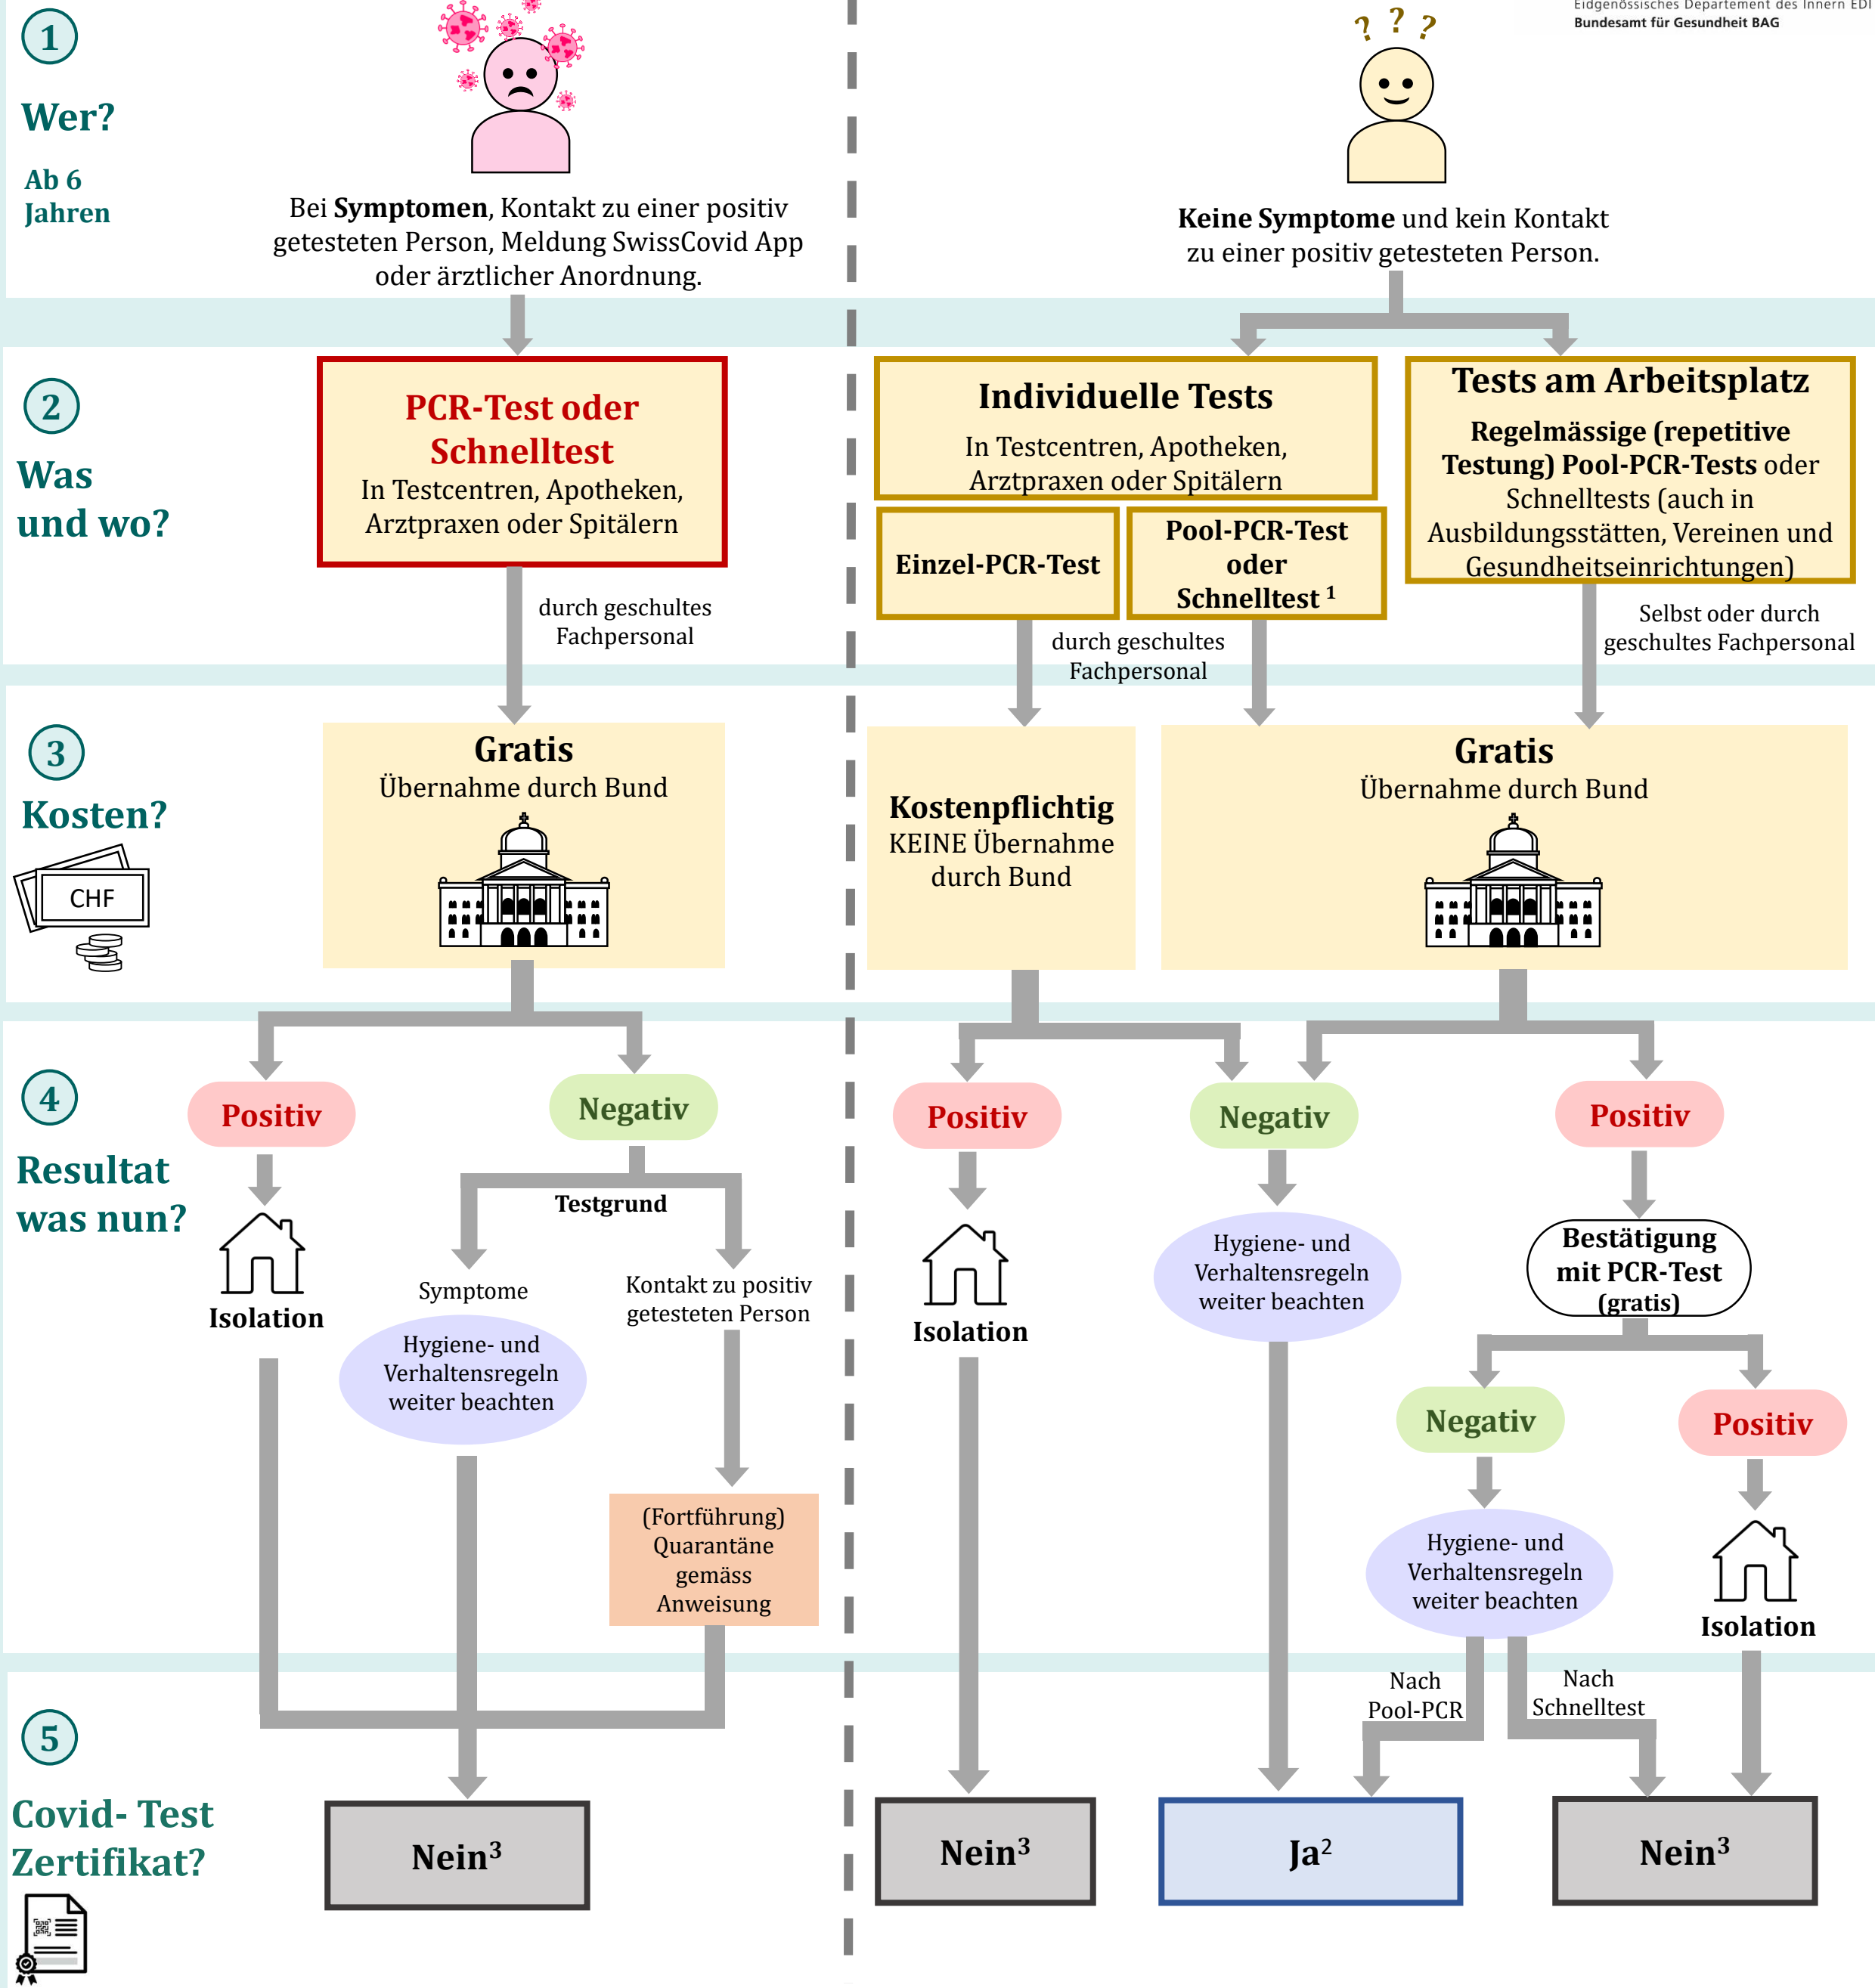 Eidgenössisches Departement des Innern EDI
Bundesamt für Gesundheit BAG
1
Wer?
Ab 6
Jahren
Bei Symptomen, Kontakt zu einer positiv
getesteten Person, Meldung SwissCovid App
oder ärztlicher Anordnung.
? ? ?
Keine Symptome und kein Kontakt
zu einer positiv getesteten Person.
2
Was
und wo?
PCR-Test oder
Schnelltest
In Testcentren, Apotheken,
Arztpraxen oder Spitälern
durch geschultes
Fachpersonal
Individuelle Tests
In Testcentren, Apotheken,
Arztpraxen oder Spitälern
Einzel-PCR-Test
Pool-PCR-Test
oder
Schnelltest 1
durch geschultes
Fachpersonal
Tests am Arbeitsplatz
Regelmässige (repetitive
Testung) Pool-PCR-Tests oder
Schnelltests (auch in
Ausbildungsstätten, Vereinen und
Gesundheitseinrichtungen)
Selbst oder durch
geschultes Fachpersonal
3
Kosten?
CHF
Gratis
Übernahme durch Bund
Kostenpflichtig
KEINE Übernahme
durch Bund
Gratis
Übernahme durch Bund
4
Resultat
was nun?
Positiv
Isolation
Negativ
Testgrund
Symptome
Hygiene- und
Verhaltensregeln
weiter beachten
Kontakt zu positiv
getesteten Person
(Fortführung)
Quarantäne
gemäss
Anweisung
Positiv
Isolation
Negativ
Hygiene- und
Verhaltensregeln
weiter beachten
Positiv
Bestätigung
mit PCR-Test
(gratis)
Negativ
Hygiene- und
Verhaltensregeln
weiter beachten
Positiv
Isolation
Nach
Pool-PCR
Nach
Schnelltest
5
Covid- Test
Zertifikat?
Nein3
Nein3
Ja2
Nein3